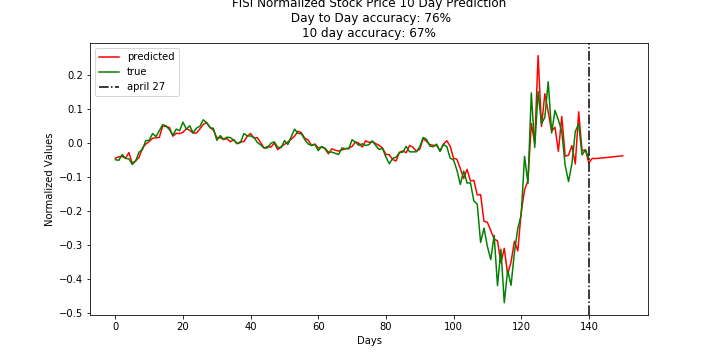 FISI Normalized Stock Price 10 Day Prediction
Day to Day accuracy: 76%
10 day accuracy: 67%
predicted
true
april 27
Normalized Values
0.2
0.1
0.0
−0.1
−0.2
−0.3
−0.4
−0.5
0 20 40 60 80 100 120 140
Days